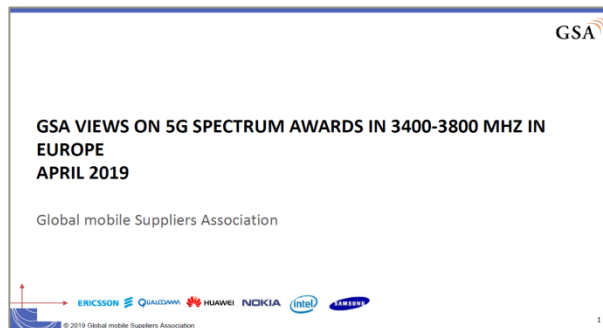 GSA
GSA VIEWS ON 5G SPECTRUM AWARDS IN 3400-3800 MHZ IN
EUROPE
APRIL 2019
Global mobile Suppliers Association
ERICSSON QUALCOMM HUAWEI NOKIA intel SAMSUNG
© 2019 Global mobile Suppliers Association
1